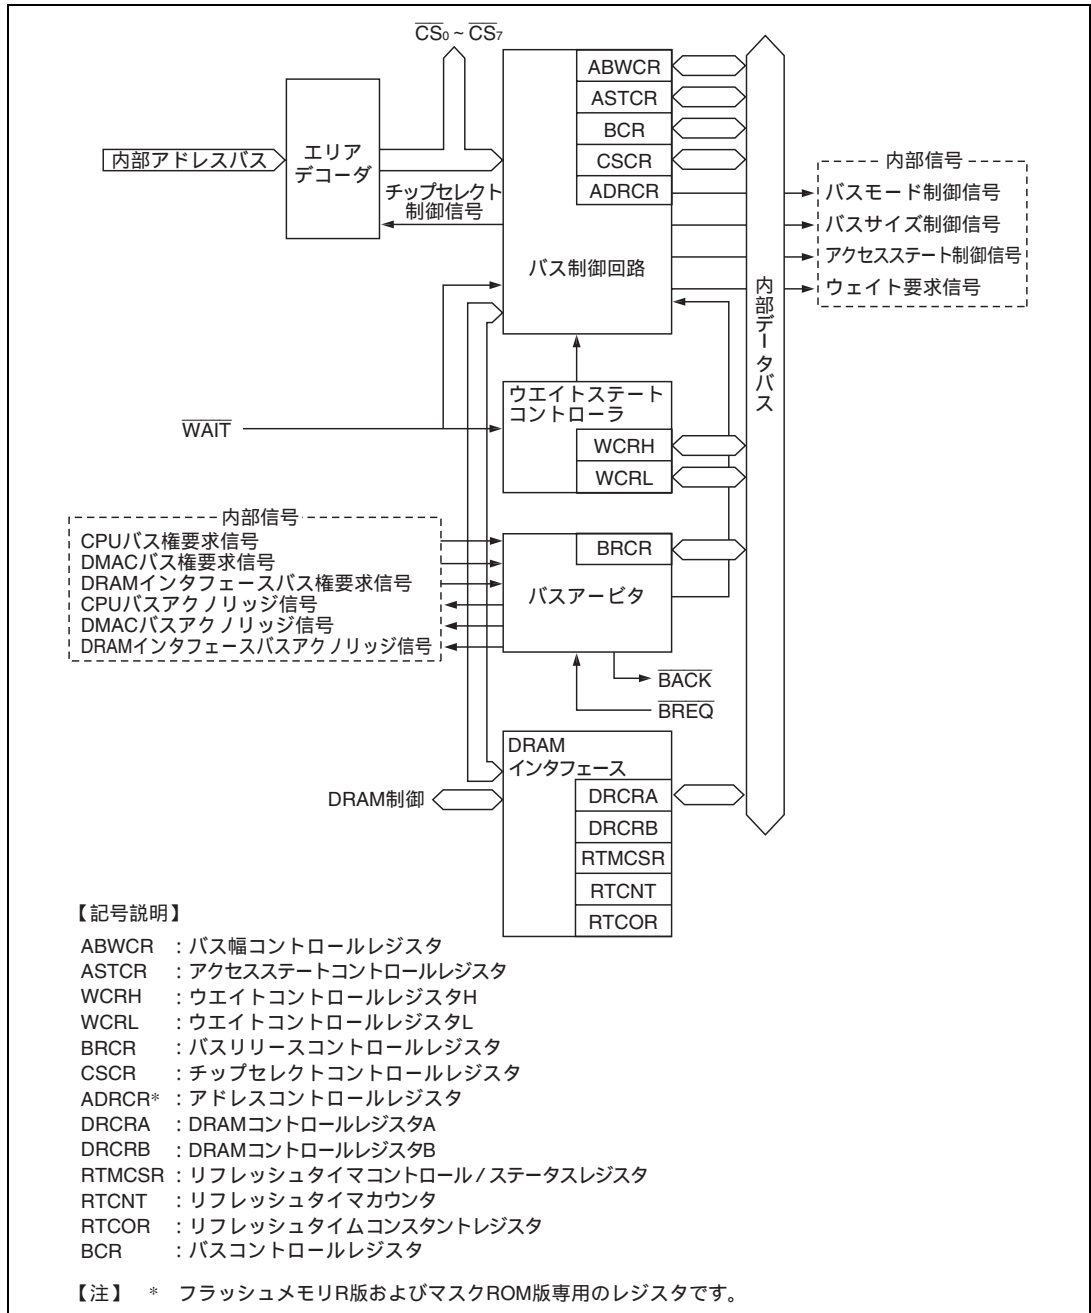 CS0 ~ CS7
ABWCR
ASTCR
BCR
CSCR
ADRCR
内部アドレスバス
エリア
デコーダ
チップセレクト
制御信号
バス制御回路
内部信号
バスモード制御信号
バスサイズ制御信号
アクセスステート制御信号
ウェイト要求信号
内部データバス
WAIT
ウエイトステート
コントローラ
WCRH
WCRL
内部信号
CPUバス権要求信号
DMACバス権要求信号
DRAMインタフェースバス権要求信号
CPUバスアクノリッジ信号
DMACバスアクノリッジ信号
DRAMインタフェースバスアクノリッジ信号
BRCR
バスアービタ
BACK
BREQ
DRAM
インタフェース
DRAM制御
DRCRA
DRCRB
RTMCSR
RTCNT
RTCOR
【記号説明】
ABWCR : バス幅コントロールレジスタ
ASTCR : アクセスステートコントロールレジスタ
WCRH : ウエイトコントロールレジスタH
WCRL : ウエイトコントロールレジスタL
BRCR : バスリリースコントロールレジスタ
CSCR : チップセレクトコントロールレジスタ
ADRCR* : アドレスコントロールレジスタ
DRCRA : DRAMコントロールレジスタA
DRCRB : DRAMコントロールレジスタB
RTMCSR : リフレッシュタイマコントロール / ステータスレジスタ
RTCNT : リフレッシュタイマカウンタ
RTCOR : リフレッシュタイムコンスタントレジスタ
BCR : バスコントロールレジスタ
【注】 * フラッシュメモリR版およびマスクROM版専用のレジスタです。